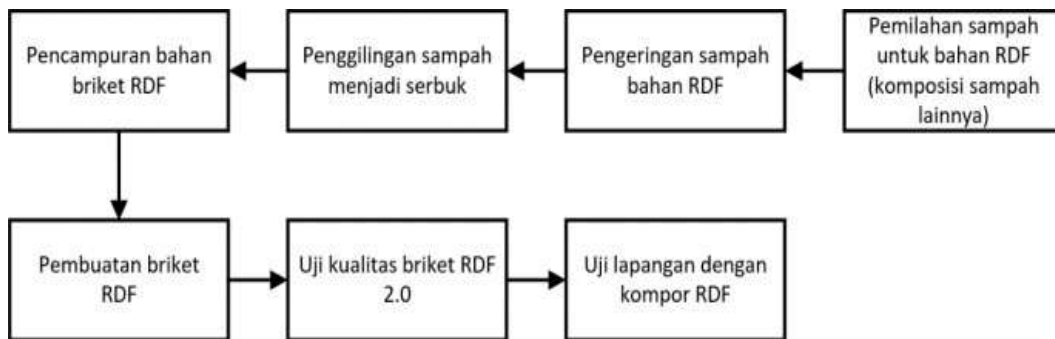 Pencampuran bahan
briket RDF
Penggilingan sampah
menjadi serbuk
Pengeringan sampah
bahan RDF
Pemilahan sampah
untuk bahan RDF
(komposisi sampah
lainnya)
Pembuatan briket
RDF
Uji kualitas briket RDF
2.0
Uji lapangan dengan
kompor RDF